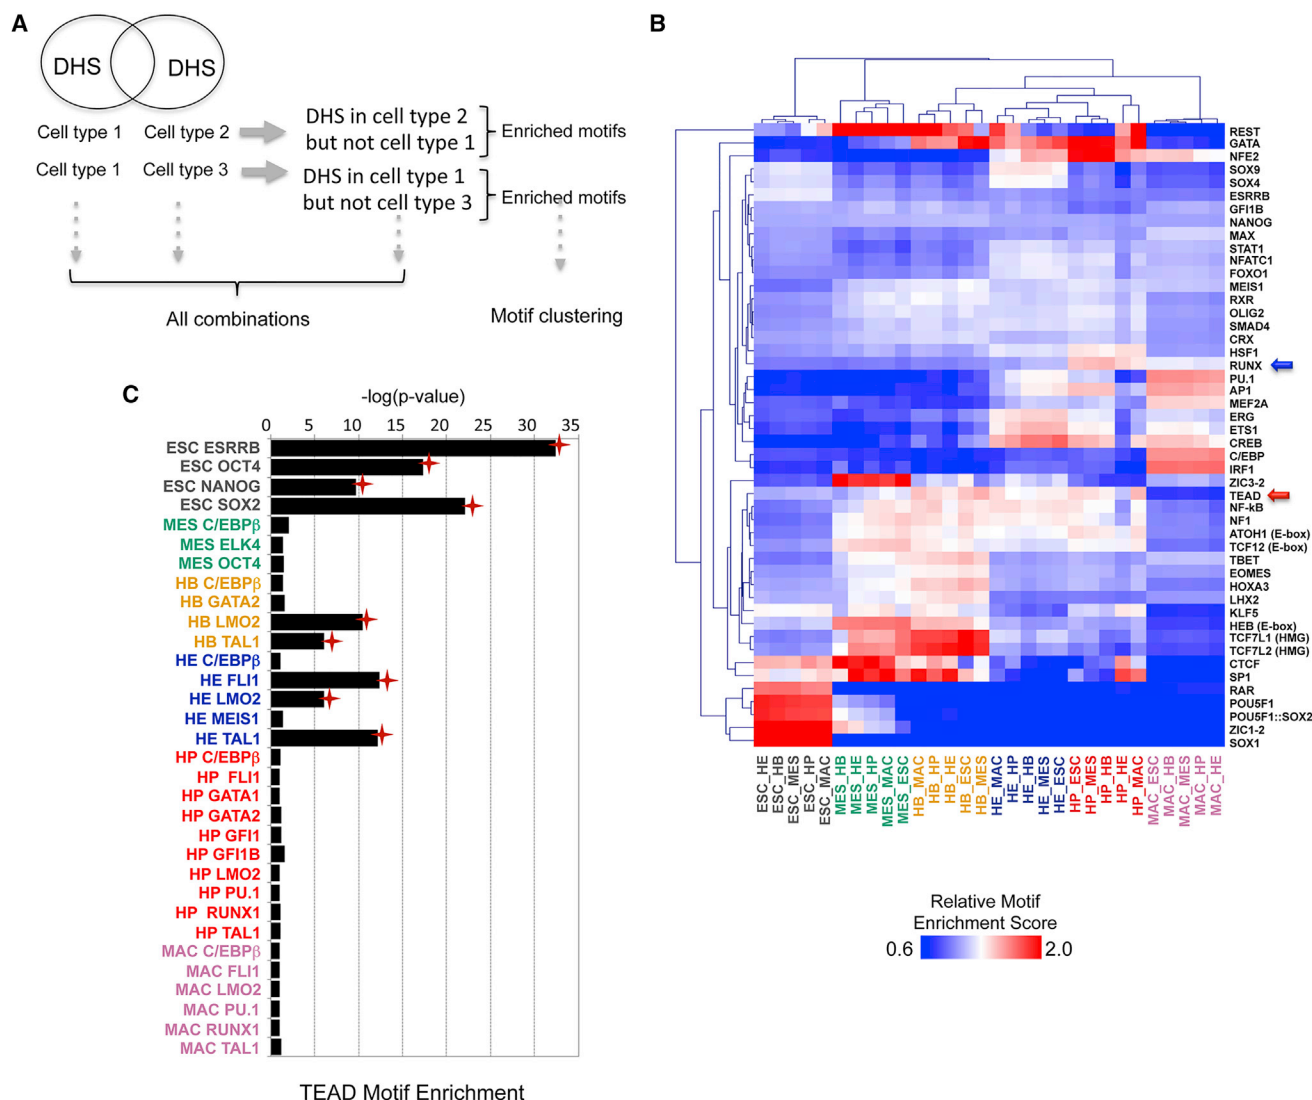 A
DHS
DHS
Cell type 1
Cell type 2
DHS in cell type 2
but not cell type 1
Enriched motifs
Cell type 1
Cell type 3
DHS in cell type 1
but not cell type 3
Enriched motifs
All combinations
Motif clustering
B
REST
GATA
NFE2
SOX9
SOX4
ESRRB
GFI1B
NANOG
MAX
STAT1
NFATC1
FOXO1
MEIS1
RXR
OLIG2
SMAD4
CRX
HSF1
RUNX
PU.1
AP1
MEF2A
ERG
ETS1
CREB
C/EBP
IRF1
ZIC3-2
TEAD
NF-kB
NF1
ATOH1 (E-box)
TCF12 (E-box)
TBET
EOMES
HOXA3
LHX2
KLF5
HEB (E-box)
TCF7L1 (HMG)
TCF7L2 (HMG)
CTCF
SP1
RAR
POU5F1
POU5F1::SOX2
ZIC1-2
SOX1
ESC_HE
ESC_HB
ESC_MES
ESC_HP
ESC_MAC
MES_HB
MES_HE
MES_HP
MES_MAC
MES_ESC
HB_MAC
HB_HP
HB_HE
HB_ESC
HB_MES
HE_MAC
HE_HP
HE_HB
HE_MES
HE_ESC
HP_ESC
HP_MES
HP_HB
HP_HE
HP_MAC
MAC_ESC
MAC_HB
MAC_MES
MAC_HP
MAC_HE
Relative Motif
Enrichment Score
0.6
2.0
C
-log(p-value)
0 5 10 15 20 25 30 35
ESC ESRRB
ESC OCT4
ESC NANOG
ESC SOX2
MES C/EBPβ
MES ELK4
MES OCT4
HB C/EBPβ
HB GATA2
HB LMO2
HB TAL1
HE C/EBPβ
HE FLI1
HE LMO2
HE MEIS1
HE TAL1
HP C/EBPβ
HP FLI1
HP GATA1
HP GATA2
HP GFI1
HP GFI1B
HP LMO2
HP PU.1
HP RUNX1
HP TAL1
MAC C/EBPβ
MAC FLI1
MAC LMO2
MAC PU.1
MAC RUNX1
MAC TAL1
TEAD Motif Enrichment